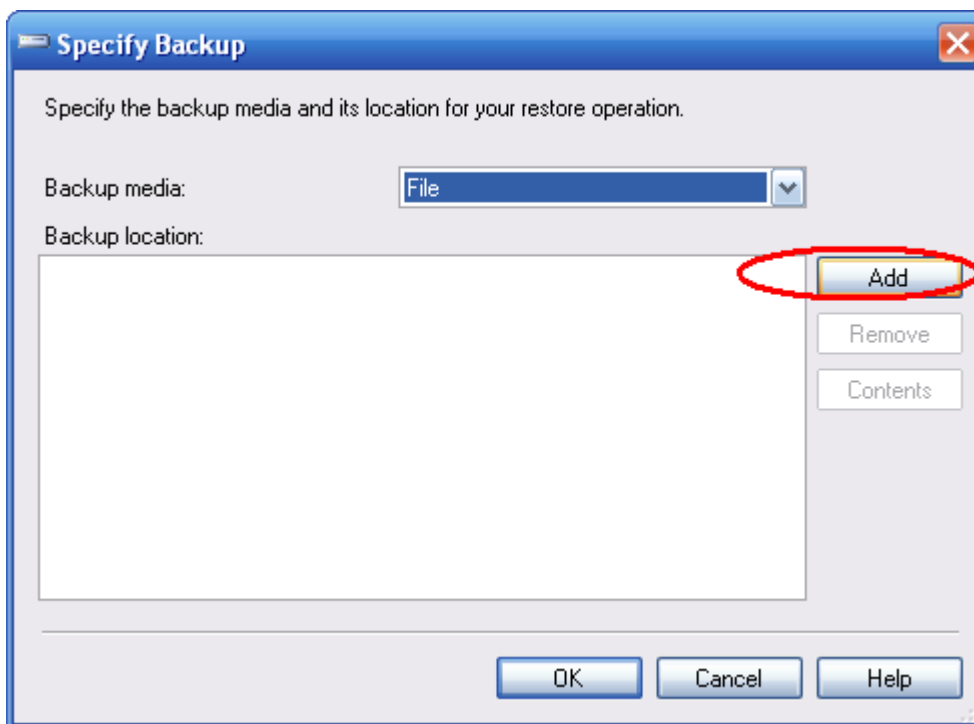 Specify Backup
Specify the backup media and its location for your restore operation.
Backup media:
File
Backup location:
Add
Remove
Contents
OK
Cancel
Help